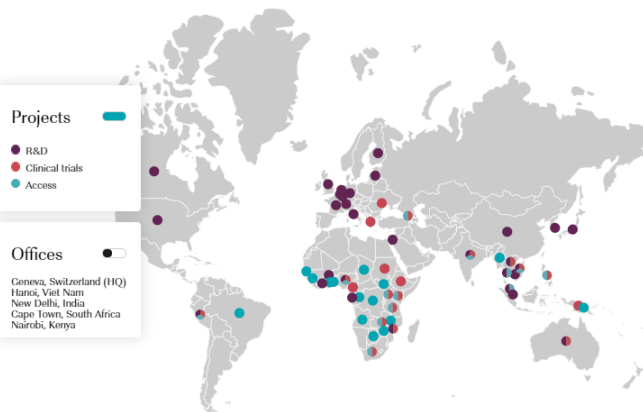 Projects
R&D
Clinical trials
Access
Offices
Geneva, Switzerland (HQ)
Hanoi, Viet Nam
New Delhi, India
Cape Town, South Africa
Nairobi, Kenya